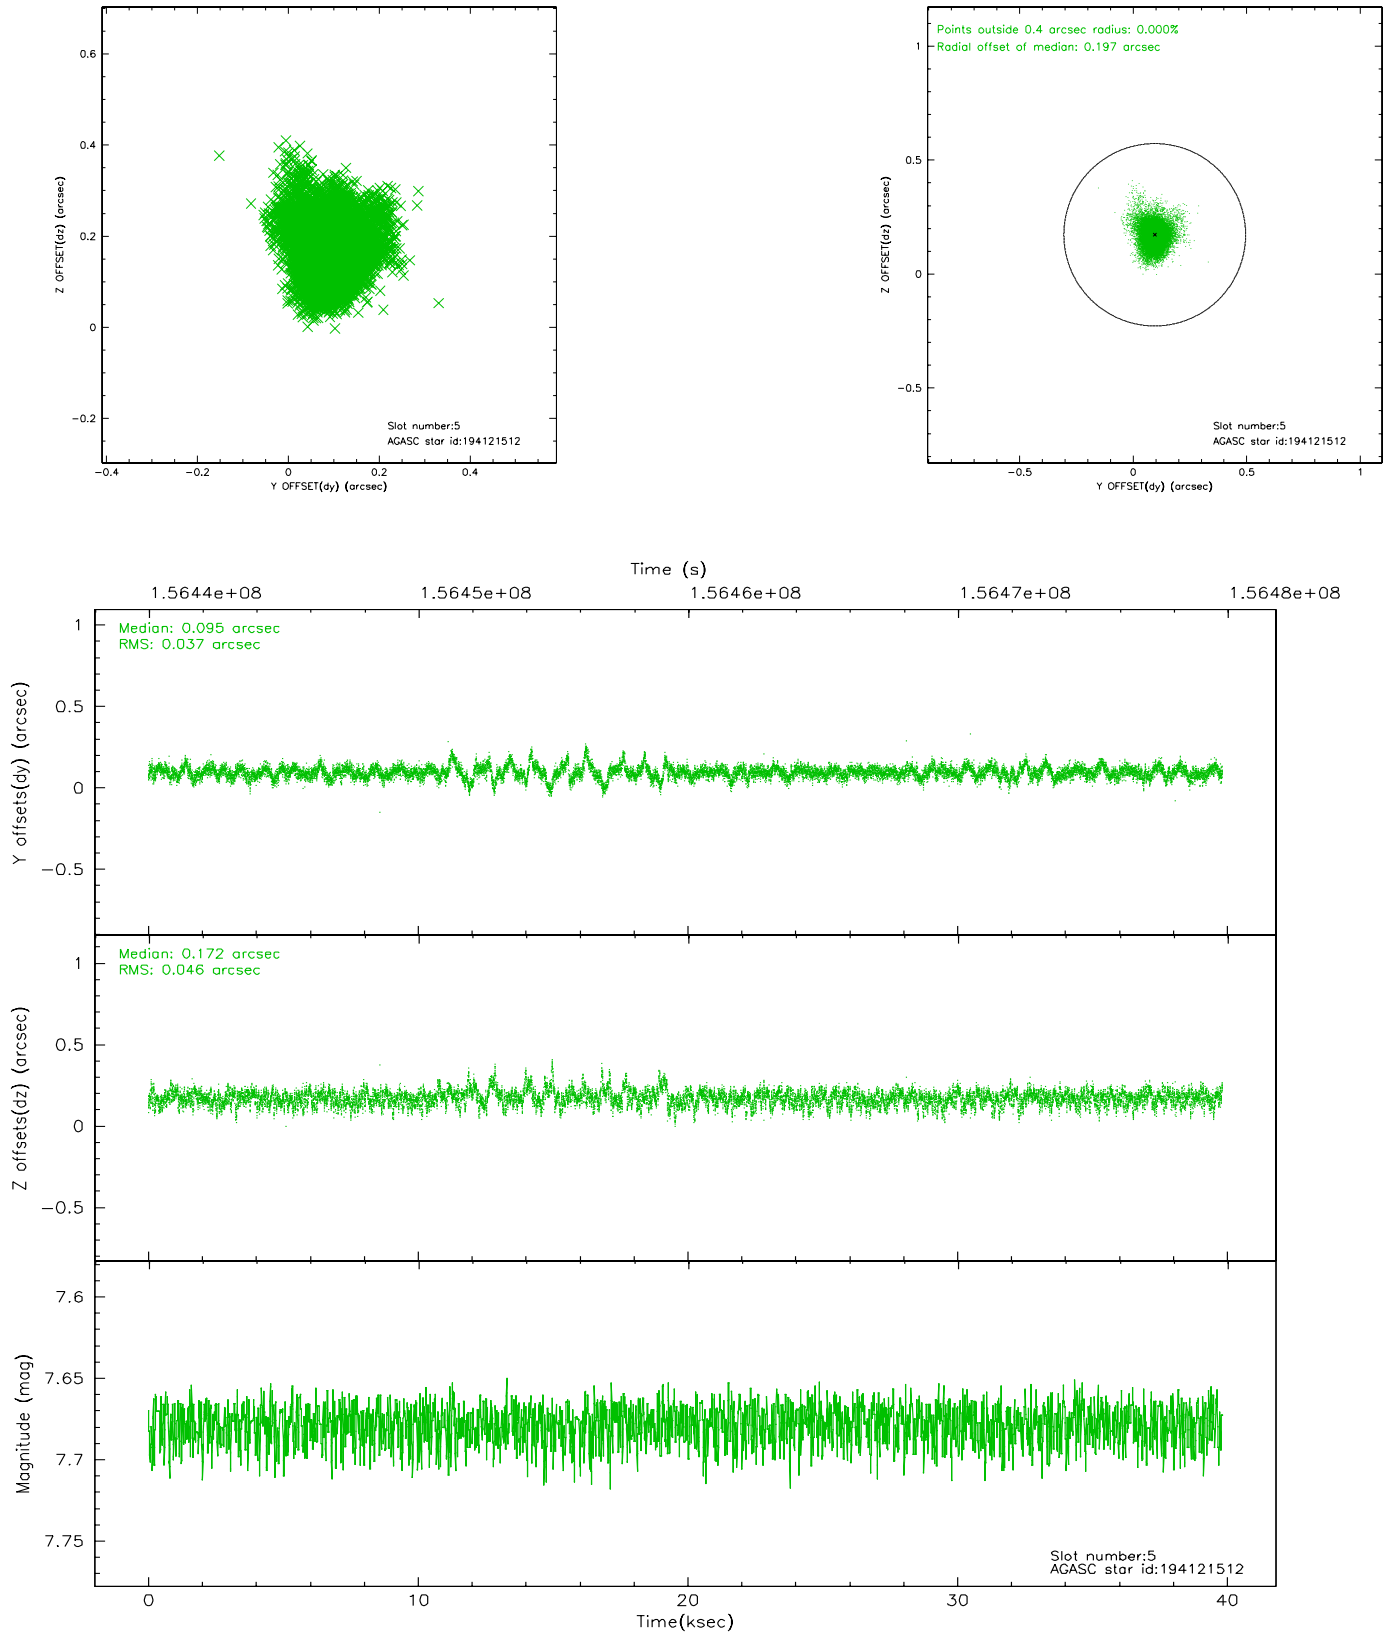 0.6
0.4
0.2
0
-0.2
Z OFFSET(dz) (arcsec)
Slot number:5
AGASC star id:194121512
-0.4 -0.2 0 0.2 0.4
Y OFFSET(dy) (arcsec)
Points outside 0.4 arcsec radius: 0.000%
Radial offset of median: 0.197 arcsec
1
0.5
0
-0.5
Z OFFSET(dz) (arcsec)
Slot number:5
AGASC star id:194121512
-0.5 0 0.5 1
Y OFFSET(dy) (arcsec)
Time (s)
1.5644e+08 1.5645e+08 1.5646e+08 1.5647e+08 1.5648e+08
Median: 0.095 arcsec
RMS: 0.037 arcsec
1
0.5
0
-0.5
Y offsets(dy) (arcsec)
Median: 0.172 arcsec
RMS: 0.046 arcsec
1
0.5
0
-0.5
Z offsets(dz) (arcsec)
7.6
7.65
7.7
7.75
Magnitude (mag)
Slot number:5
AGASC star id:194121512
0 10 20 30 40
Time(ksec)